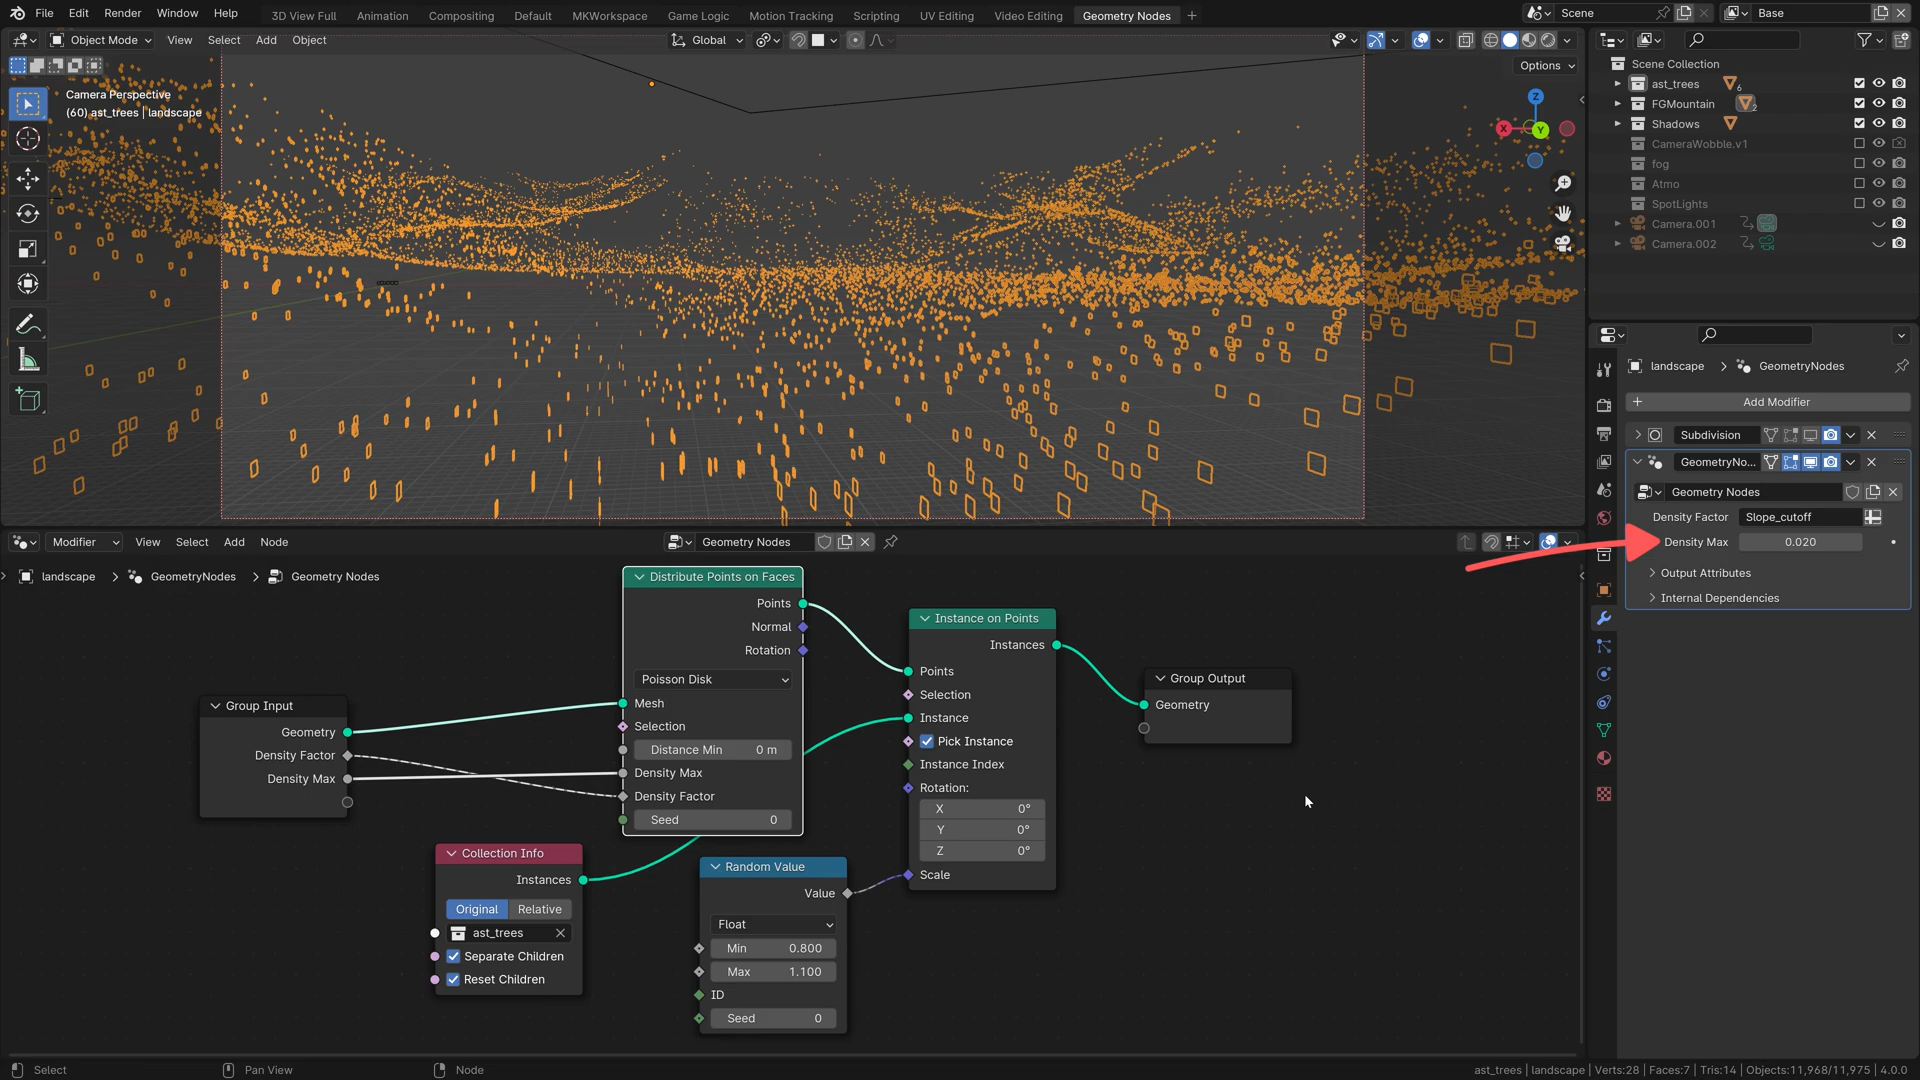 File Edit Render Window Help 3D View Full Animation Compositing Default MKWorkspace Game Logic Motion Tracking Scripting UV Editing Video Editing Geometry Nodes + Scene Base
Object Mode View Select Add Object Global
Options
Camera Perspective
(60) ast_trees | landscape
Z
X
Y
Scene Collection
ast_trees 6
FGMountain 2
Shadows
CameraWobble.v1
fog
Atmo
SpotLights
Camera.001
Camera.002
landscape > GeometryNodes
+ Add Modifier
Subdivision
GeometryNo...
Geometry Nodes
Density Factor Slope_cutoff
Density Max 0.020
Output Attributes
Internal Dependencies
Modifier View Select Add Node Geometry Nodes
landscape > GeometryNodes > Geometry Nodes
Group Input
Geometry
Density Factor
Density Max
Distribute Points on Faces
Points
Normal
Rotation
Poisson Disk
Mesh
Selection
Distance Min 0 m
Density Max
Density Factor
Seed 0
Collection Info
Instances
Original Relative
ast_trees
Separate Children
Reset Children
Random Value
Value
Float
Min 0.800
Max 1.100
ID
Seed 0
Instance on Points
Instances
Points
Selection
Instance
Pick Instance
Instance Index
Rotation:
X 0°
Y 0°
Z 0°
Scale
Group Output
Geometry
Select Pan View Node ast_trees | landscape | Verts:28 | Faces:7 | Tris:14 | Objects:11,968/11,975 | 4.0.0